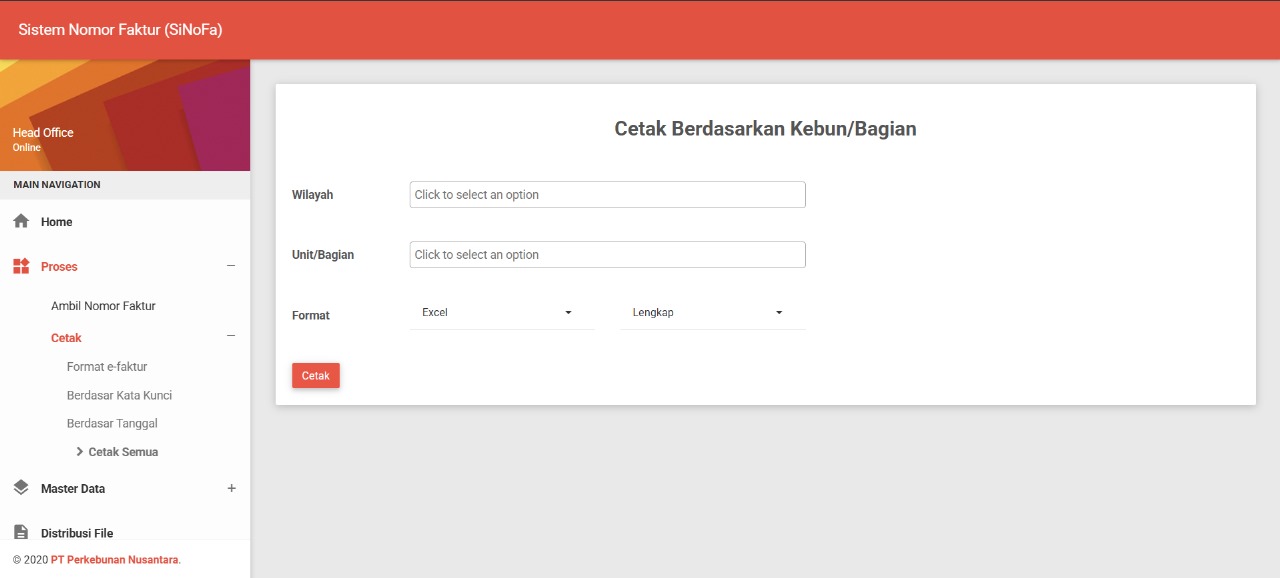 Sistem Nomor Faktur (SiNoFa)
Head Office
Online
MAIN NAVIGATION
Home
Proses
Ambil Nomor Faktur
Cetak
Format e-faktur
Berdasar Kata Kunci
Berdasar Tanggal
Cetak Semua
Master Data
Distribusi File
© 2020 PT Perkebunan Nusantara.
Cetak Berdasarkan Kebun/Bagian
Wilayah Click to select an option
Unit/Bagian Click to select an option
Format Excel Lengkap
Cetak